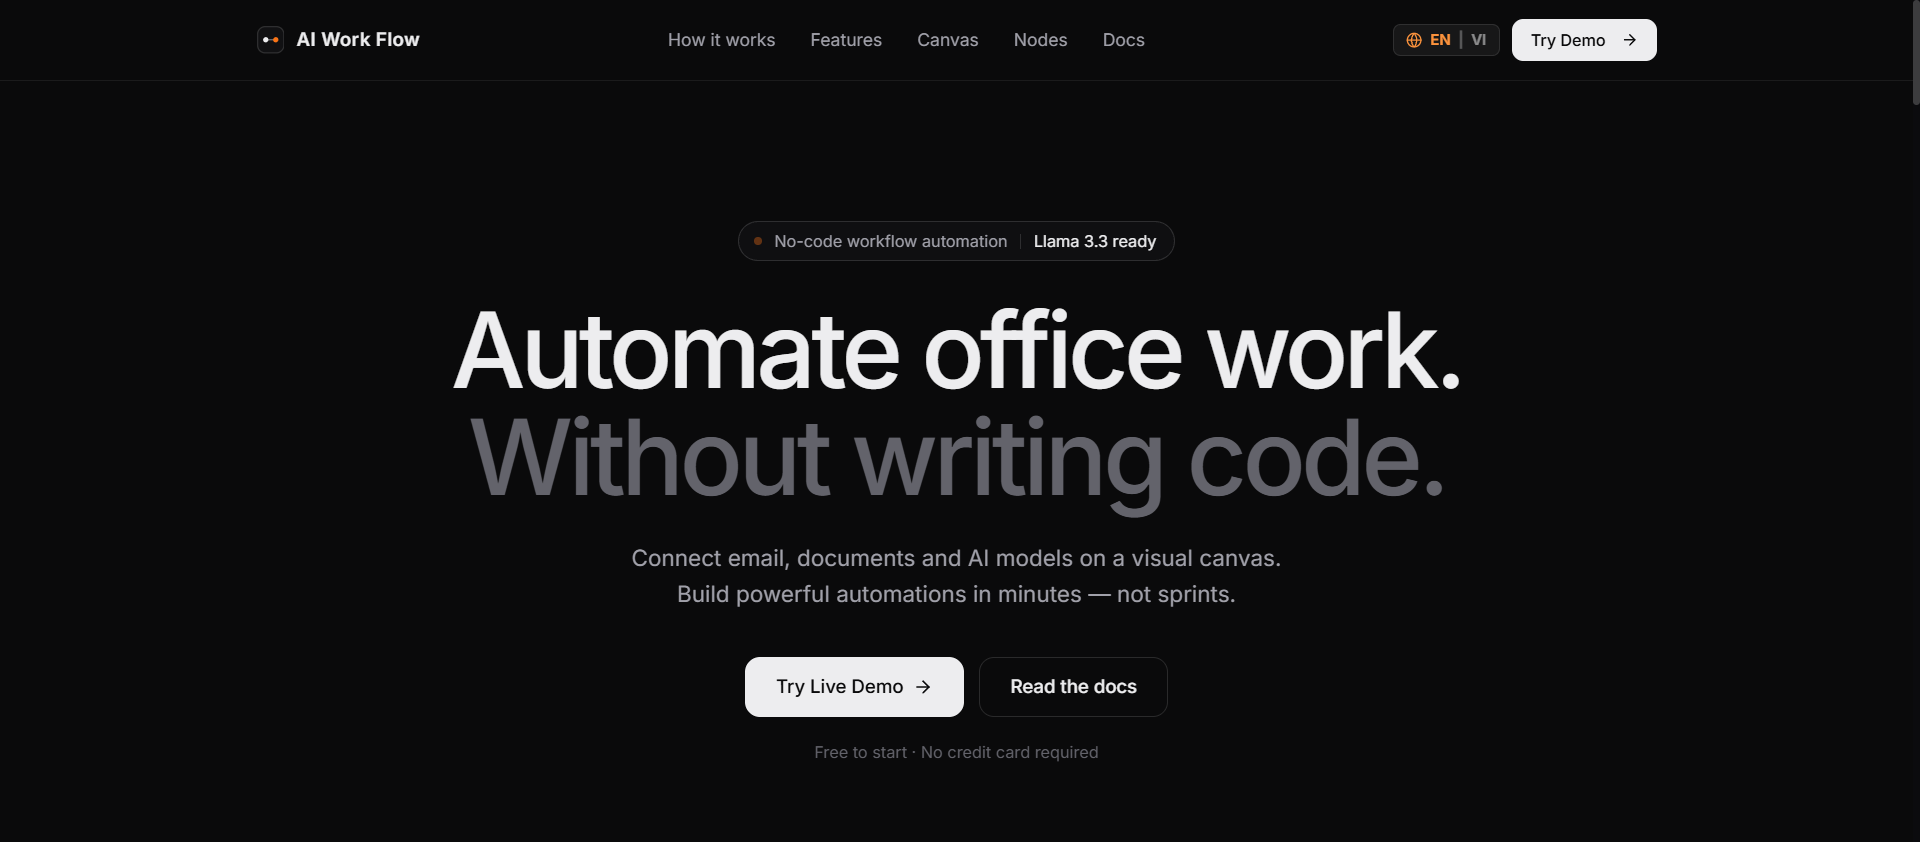 AI Work Flow
How it works
Features
Canvas
Nodes
Docs
EN | VI
Try Demo →
No-code workflow automation | Llama 3.3 ready
Automate office work.
Without writing code.
Connect email, documents and AI models on a visual canvas.
Build powerful automations in minutes — not sprints.
Try Live Demo →
Read the docs
Free to start · No credit card required